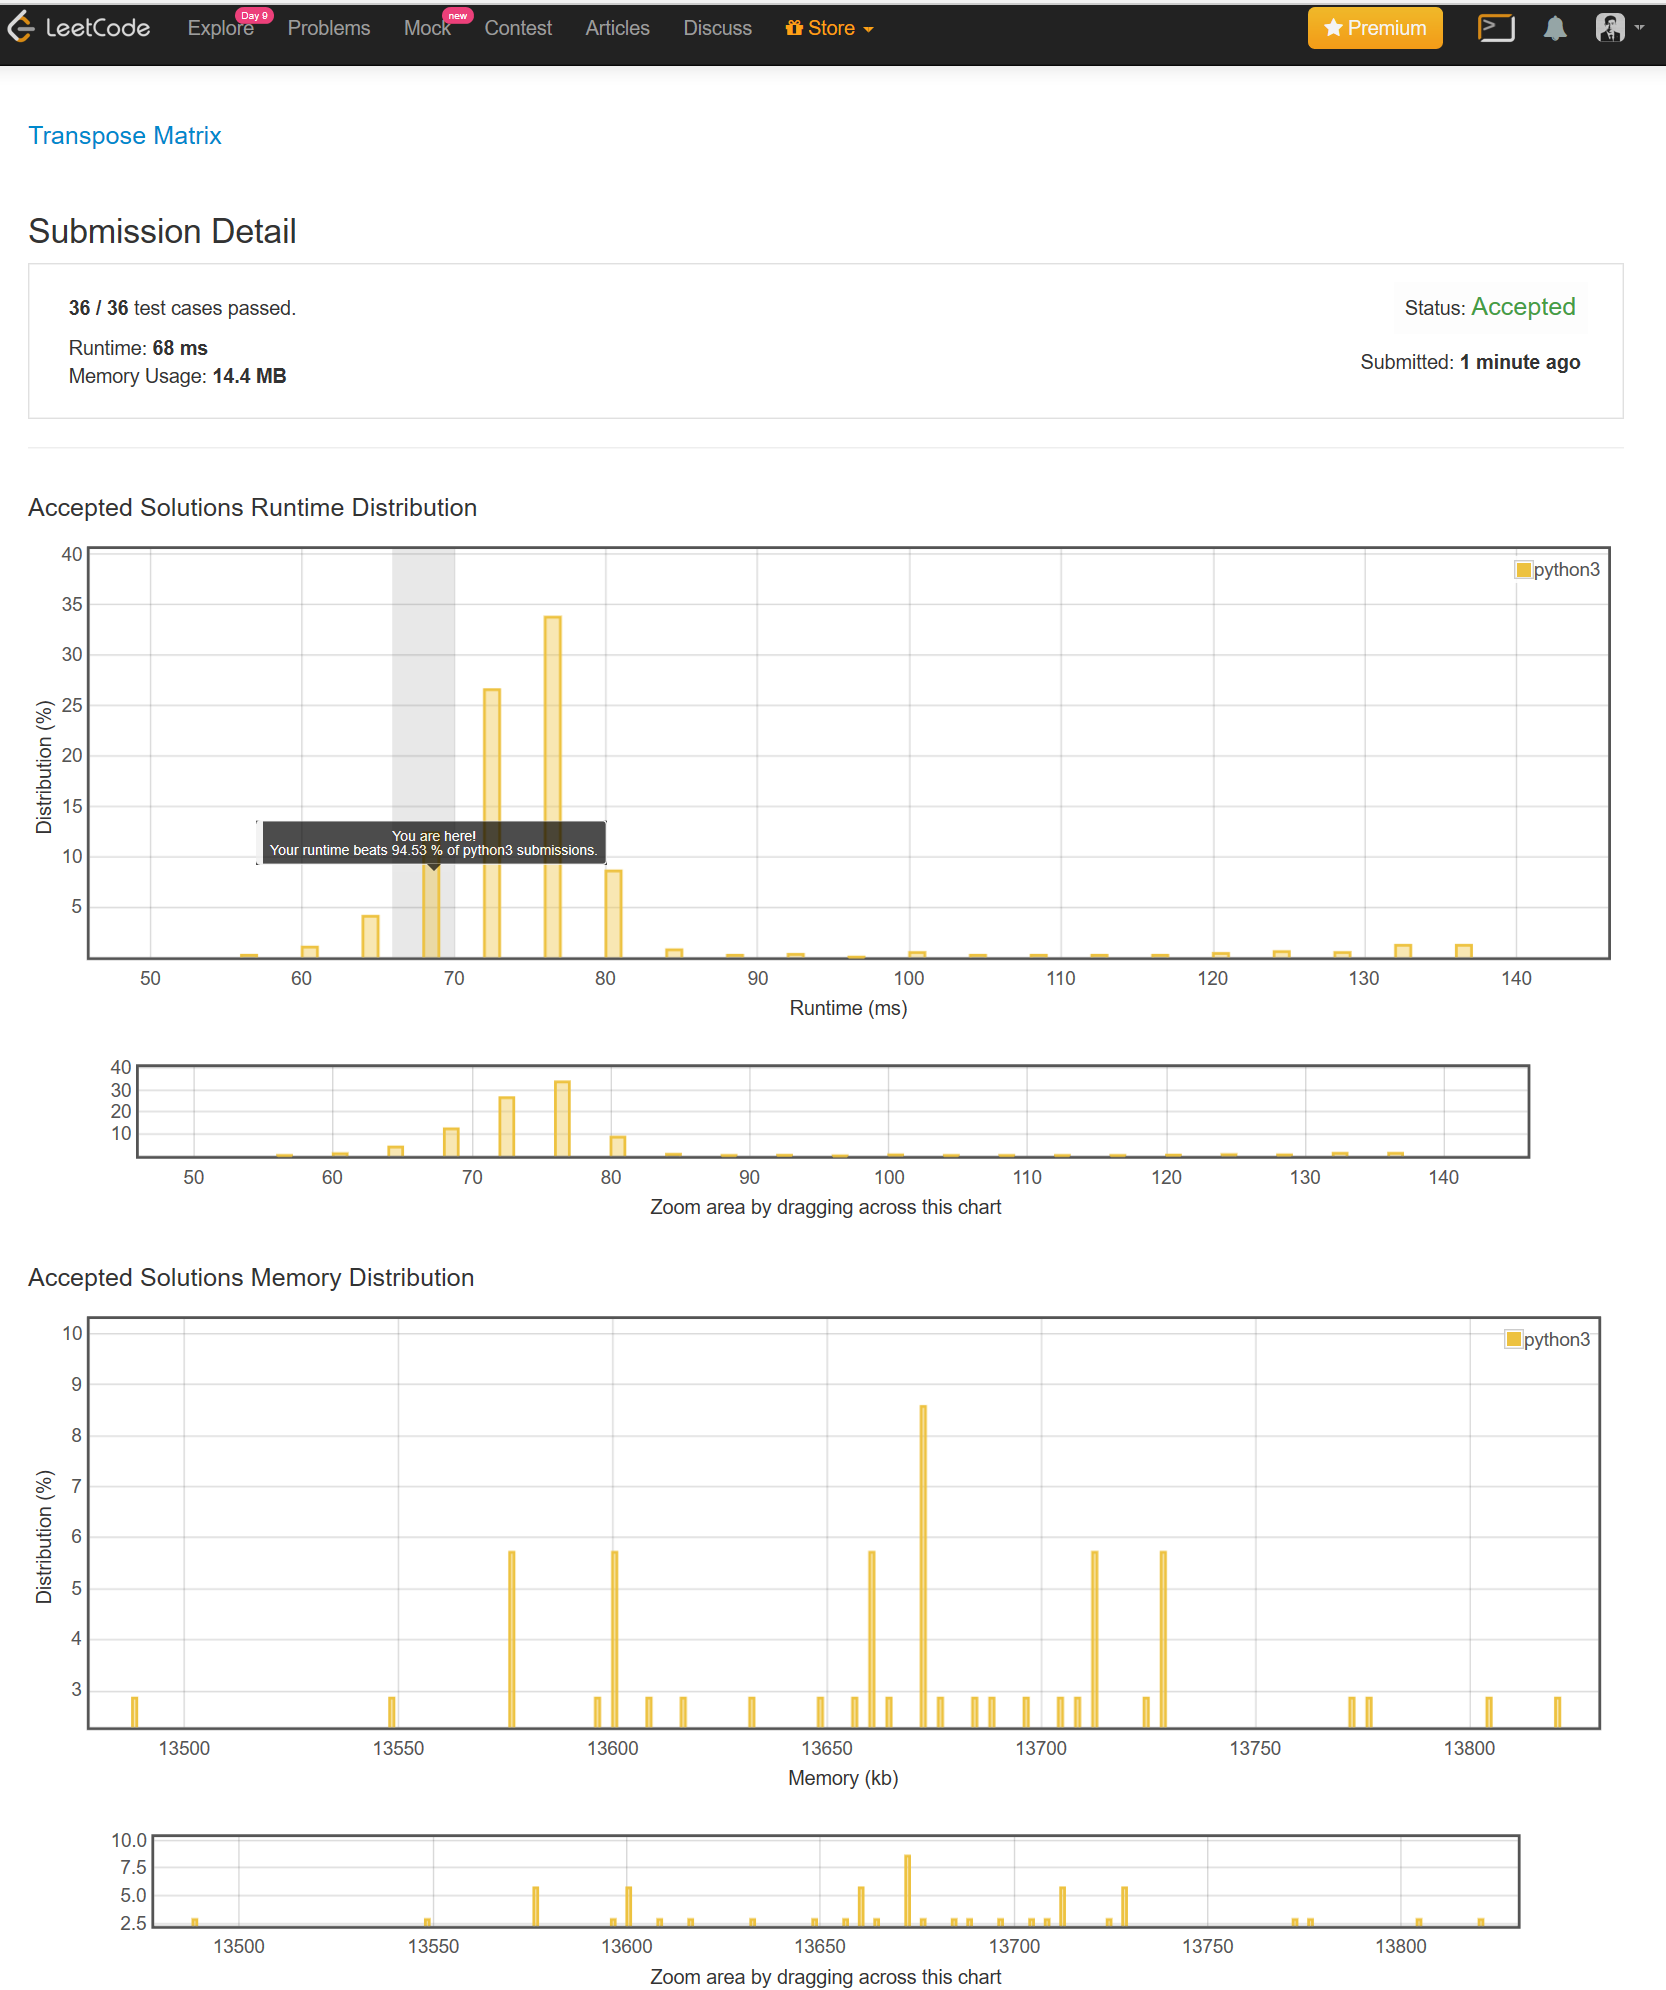 LeetCode Explore Day 9 Problems Mock new Contest Articles Discuss Store Premium
Transpose Matrix
Submission Detail
36 / 36 test cases passed.
Status: Accepted
Runtime: 68 ms
Submitted: 1 minute ago
Memory Usage: 14.4 MB
Accepted Solutions Runtime Distribution
40
35
30
25
20
15
10
5
Distribution (%)
python3
You are here!
Your runtime beats 94.53 % of python3 submissions.
50 60 70 80 90 100 110 120 130 140
Runtime (ms)
40
30
20
10
50 60 70 80 90 100 110 120 130 140
Zoom area by dragging across this chart
Accepted Solutions Memory Distribution
10
9
8
7
6
5
4
3
Distribution (%)
python3
13500 13550 13600 13650 13700 13750 13800
Memory (kb)
10.0
7.5
5.0
2.5
13500 13550 13600 13650 13700 13750 13800
Zoom area by dragging across this chart